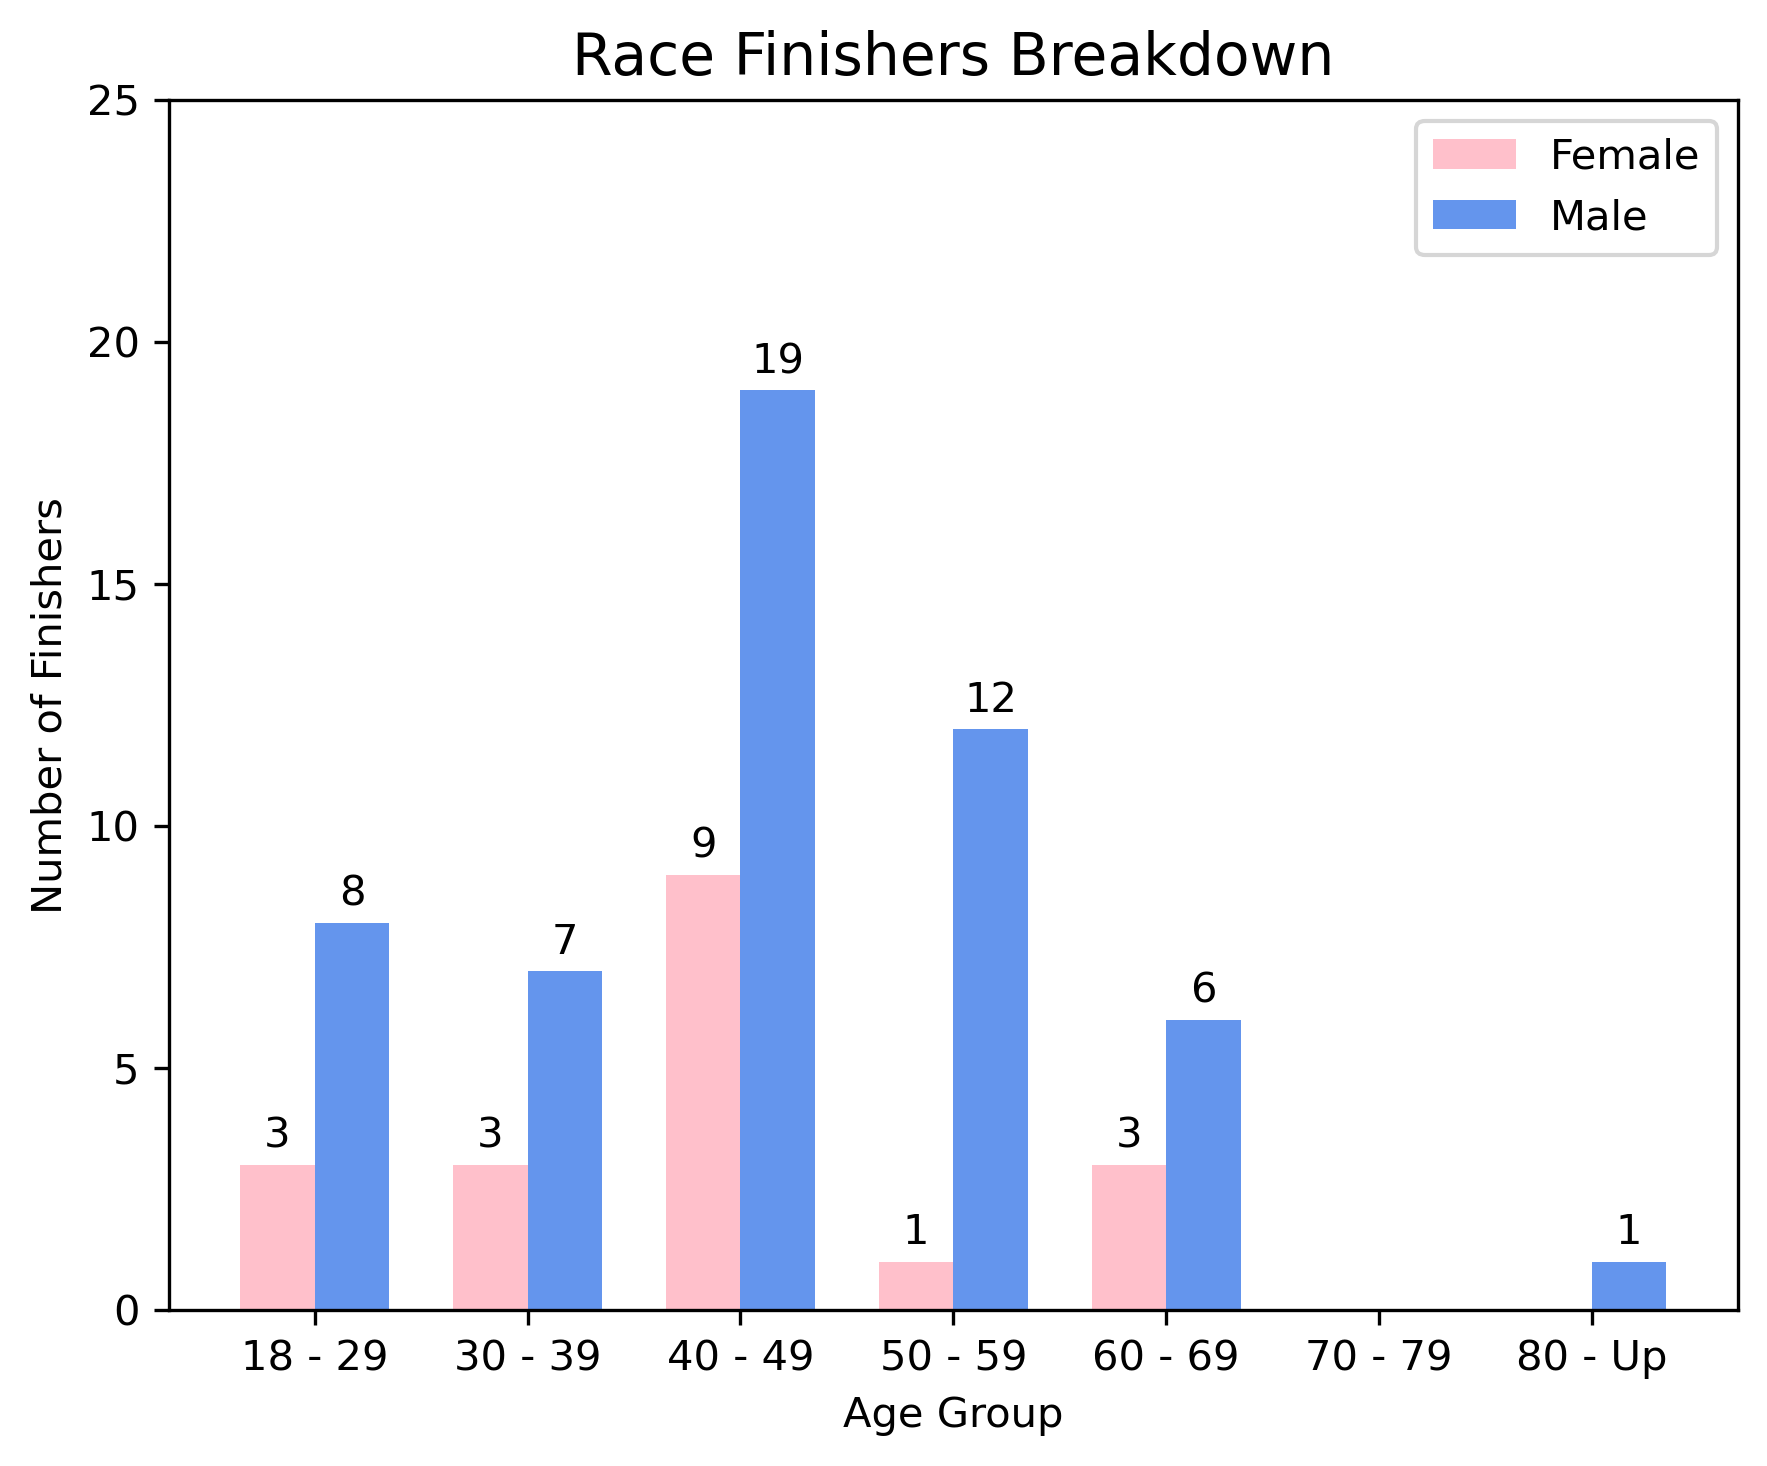 Race Finishers Breakdown
25
20
15
10
5
0
Number of Finishers
Female
Male
3
8
3
7
9
19
1
12
3
6
1
18 - 29
30 - 39
40 - 49
50 - 59
60 - 69
70 - 79
80 - Up
Age Group